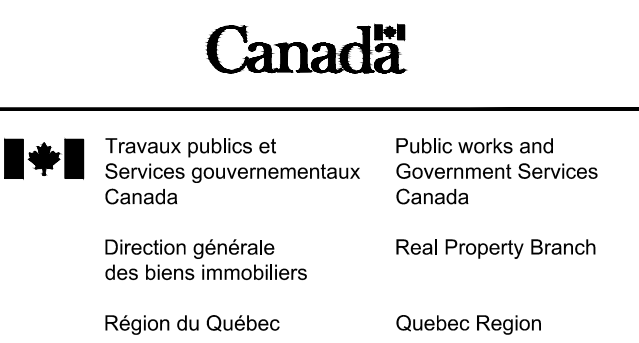 Canada
Travaux publics et
Services gouvernementaux
Canada
Public works and
Government Services
Canada
Direction générale
des biens immobiliers
Real Property Branch
Région du Québec
Quebec Region